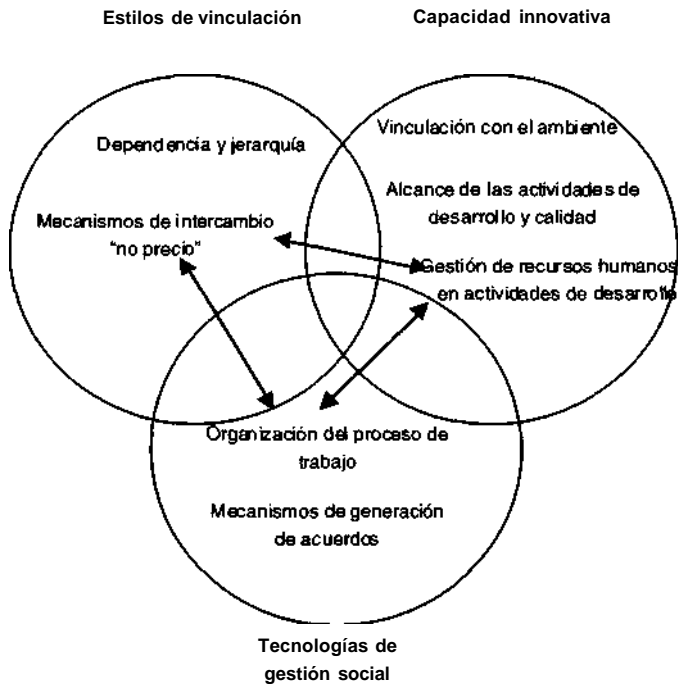 Estilos de vinculación
Capacidad innovativa
Dependencia y jerarquía
Mecanismos de intercambio
"no precio"
Vinculación con el ambiente
Alcance de las actividades de
desarrollo y calidad
Gestión de recursos humanos
en actividades de desarrollo
Organización del proceso de
trabajo
Mecanismos de generación
de acuerdos
Tecnologías de
gestión social